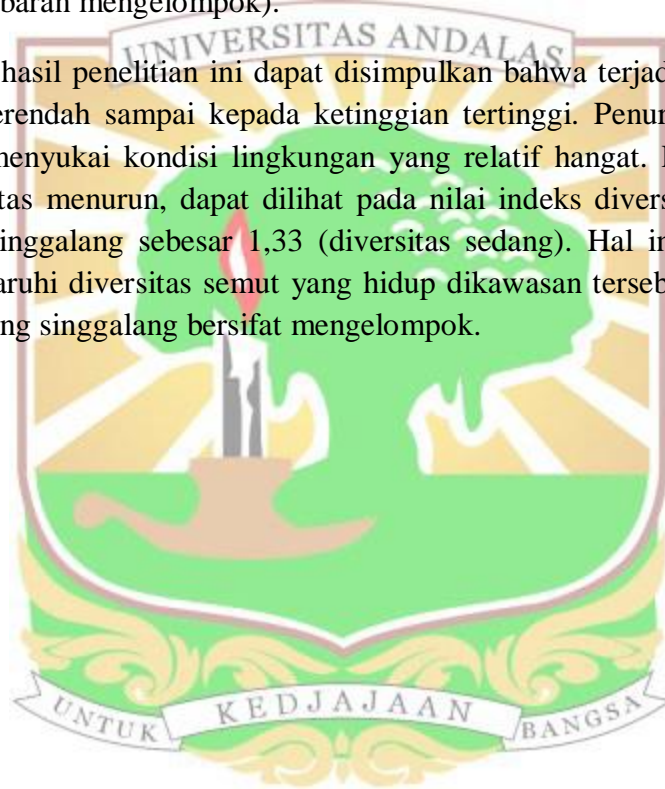 baran mengelompok).
UNIVERSITAS ANDALAS
hasil penelitian ini dapat disimpulkan bahwa terjad
erendah sampai kepada ketinggian tertinggi. Penur
menyukai kondisi lingkungan yang relatif hangat.
tas menurun, dapat dilihat pada nilai indeks divers
inggalang sebesar 1,33 (diversitas sedang). Hal in
aruhi diversitas semut yang hidup dikawasan terseb
ng singgalang bersifat mengelompok.
UNTUK KEDJAJAAN BANGSA